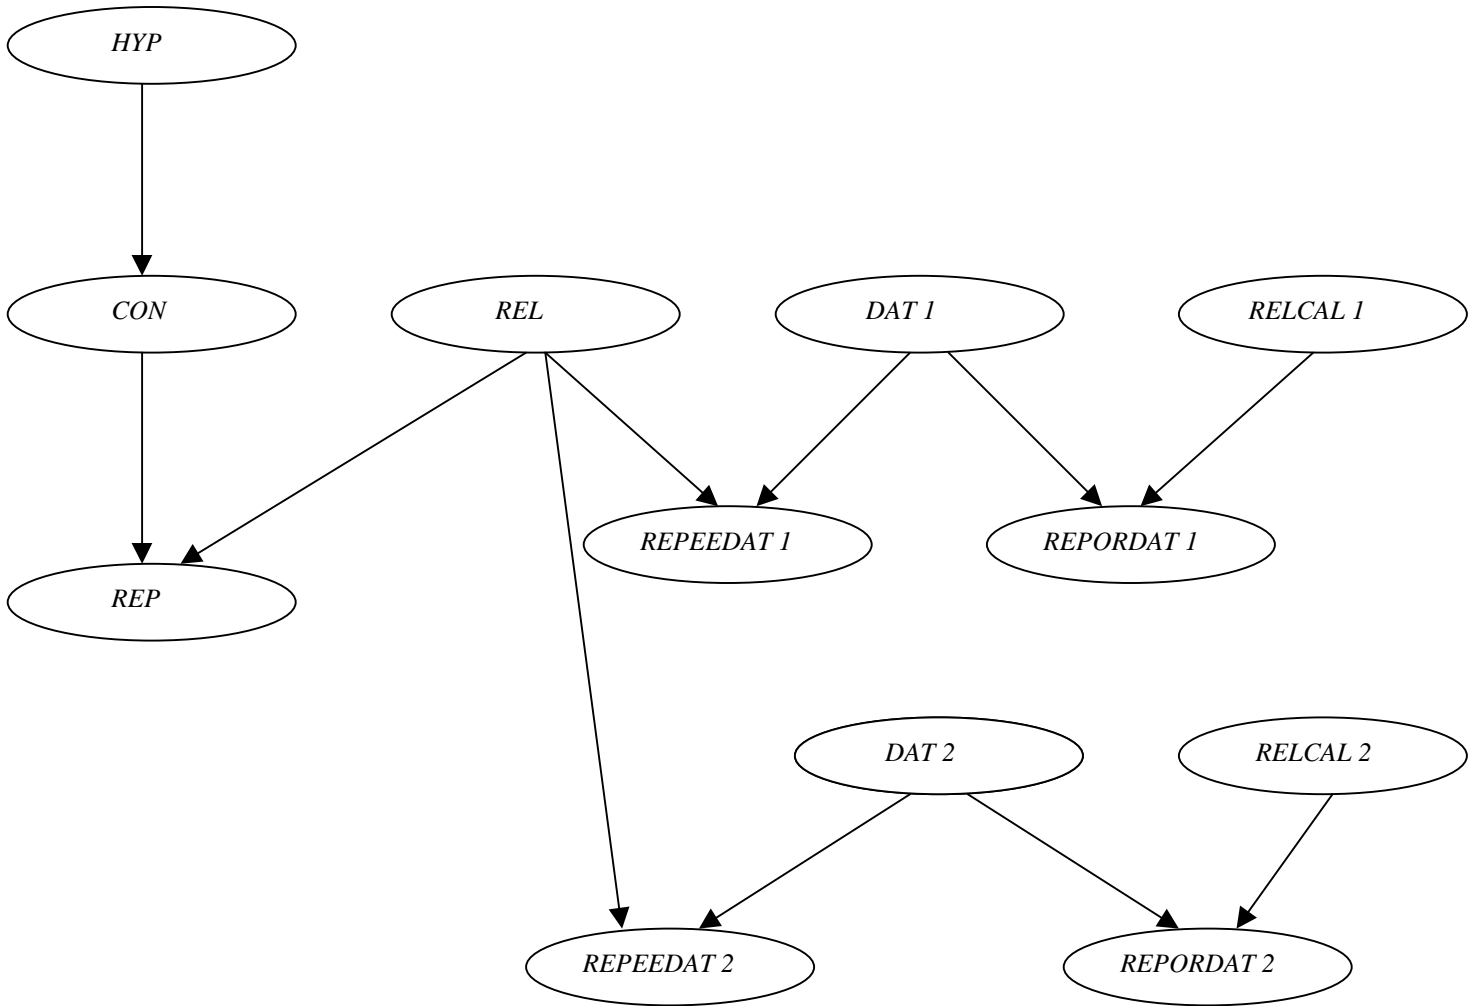 HYP
CON
REL
DAT 1
RELCAL 1
REPEEDAT 1
REPORDAT 1
REP
DAT 2
RELCAL 2
REPEEDAT 2
REPORDAT 2